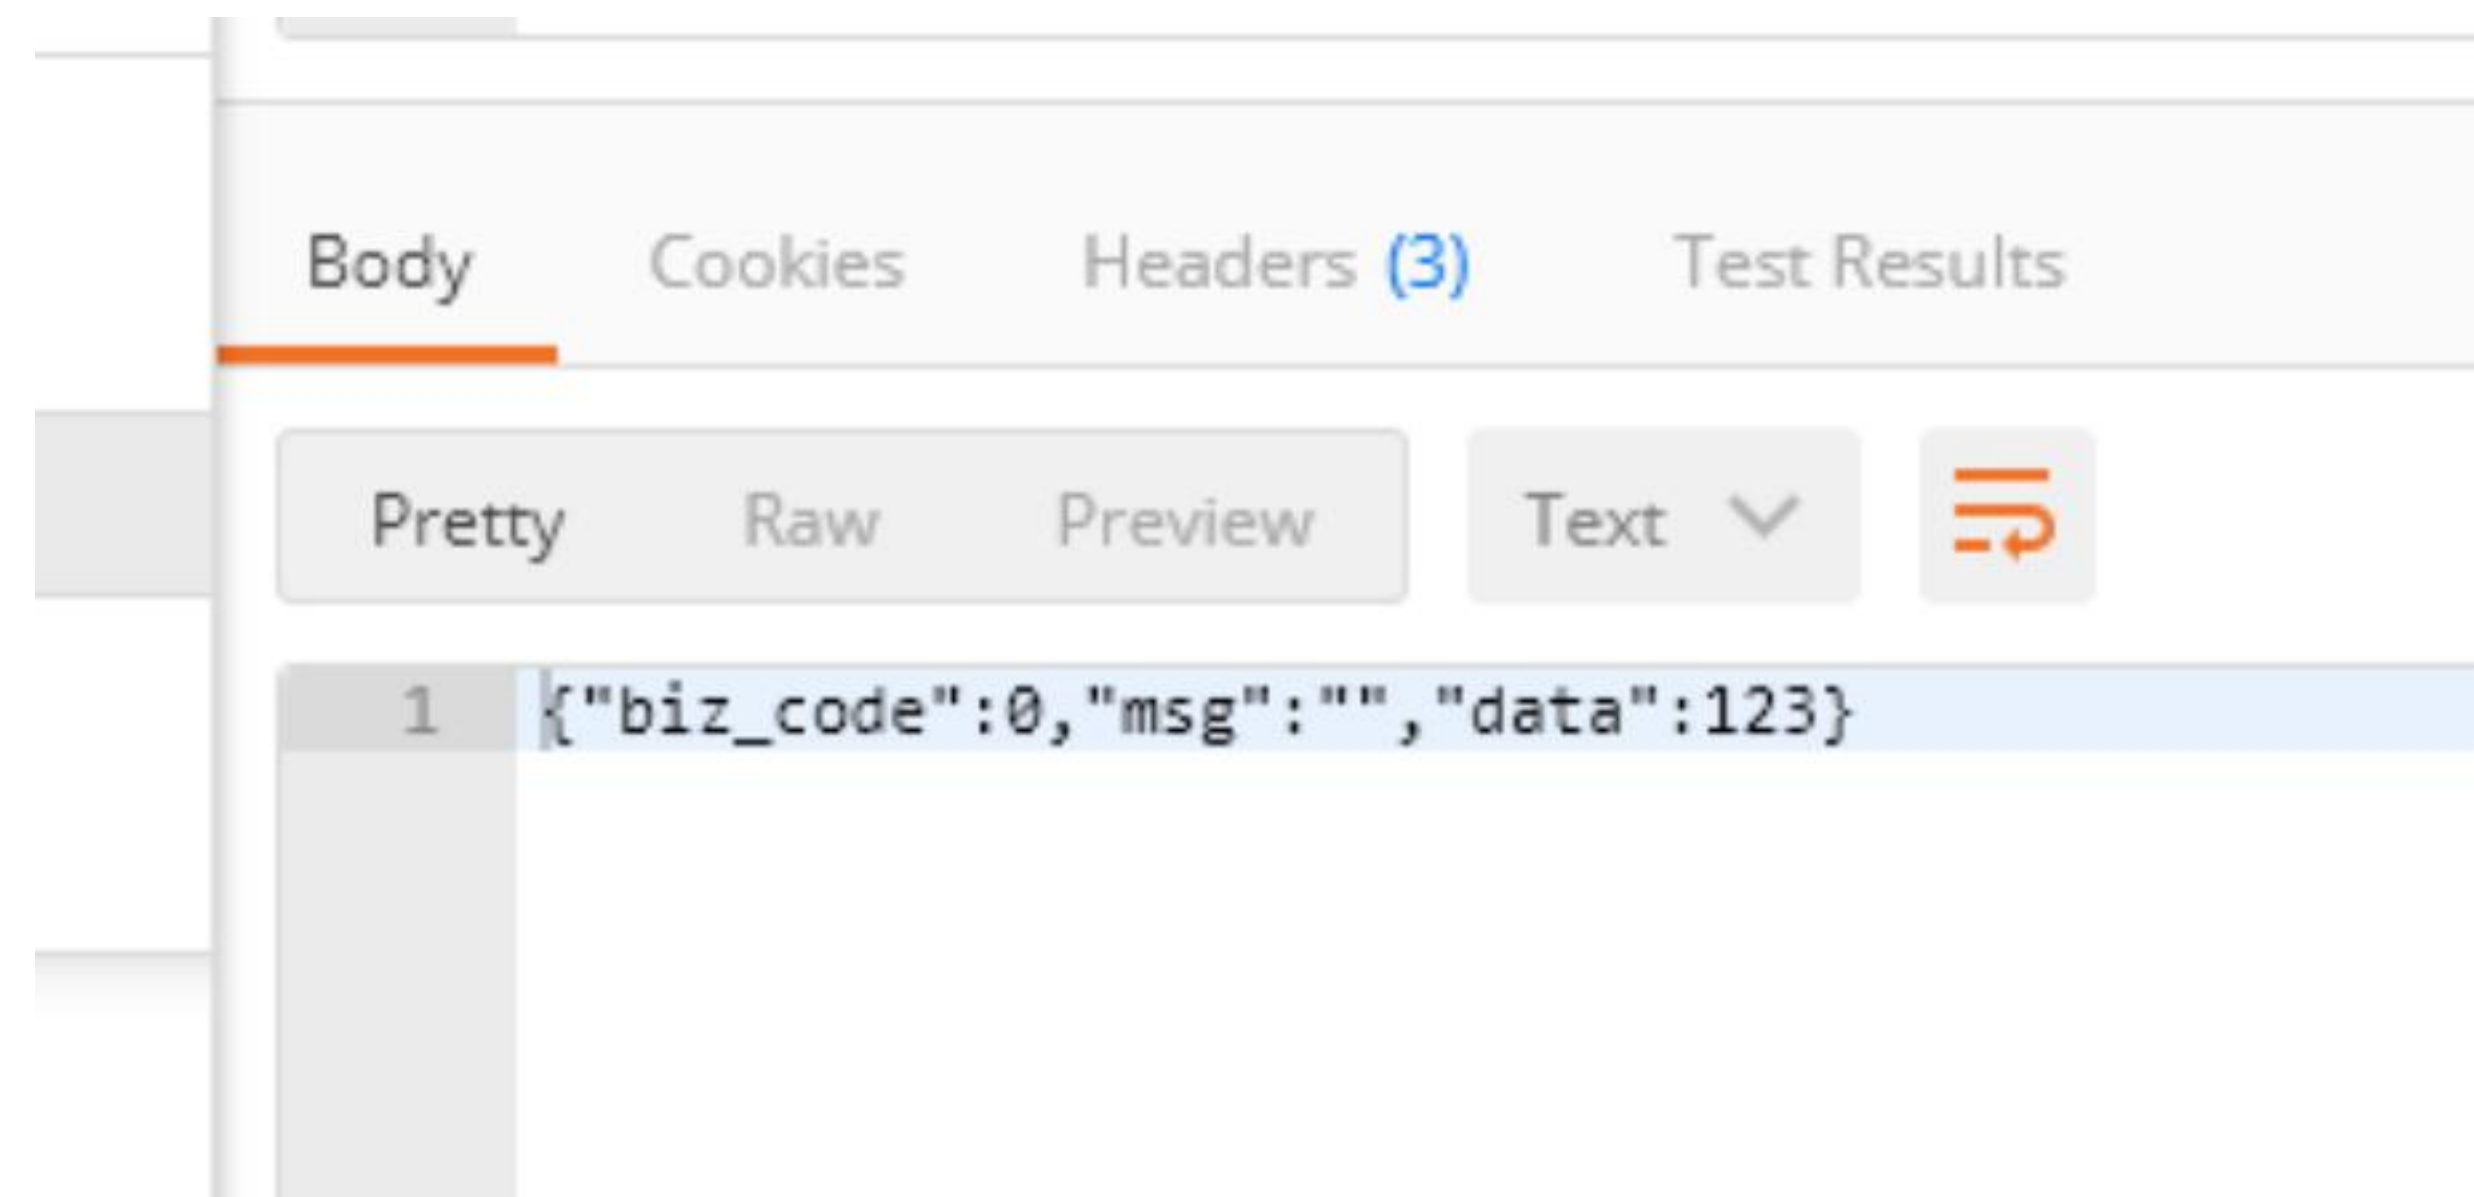 Body Cookies Headers (3) Test Results
Pretty Raw Preview Text
1 {"biz_code":0,"msg":"","data":123}